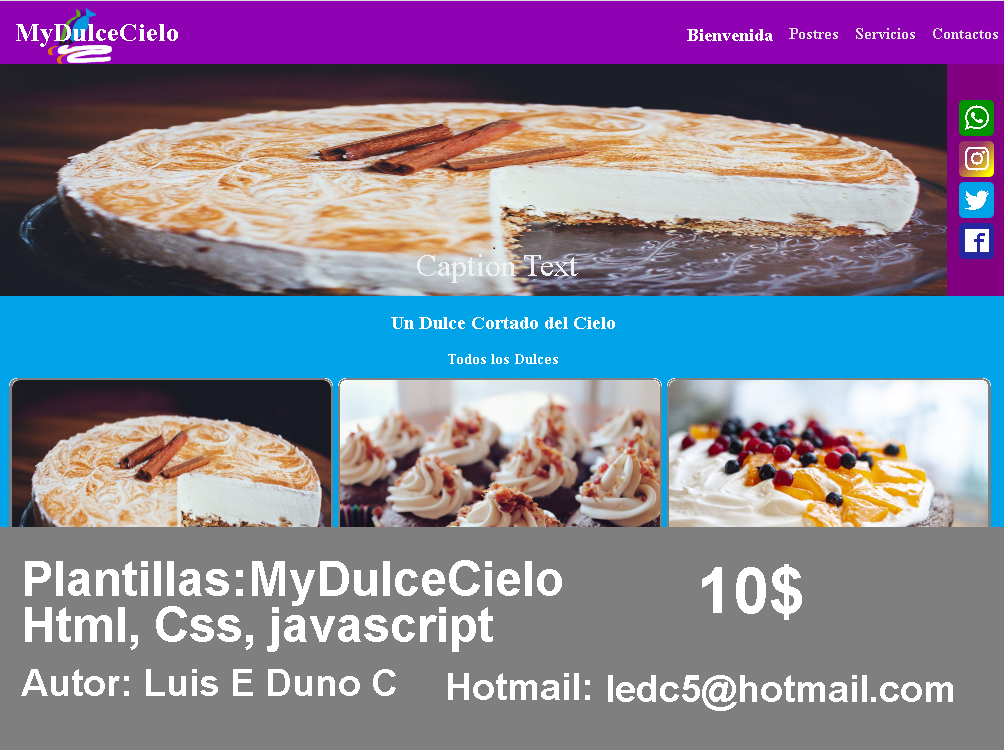 MyDulceCielo
Bienvenida Postres Servicios Contactos
Caption Text
Un Dulce Cortado del Cielo
Todos los Dulces
Plantillas:MyDulceCielo
Html, Css, javascript
10$
Autor: Luis E Duno C
Hotmail: ledc5@hotmail.com